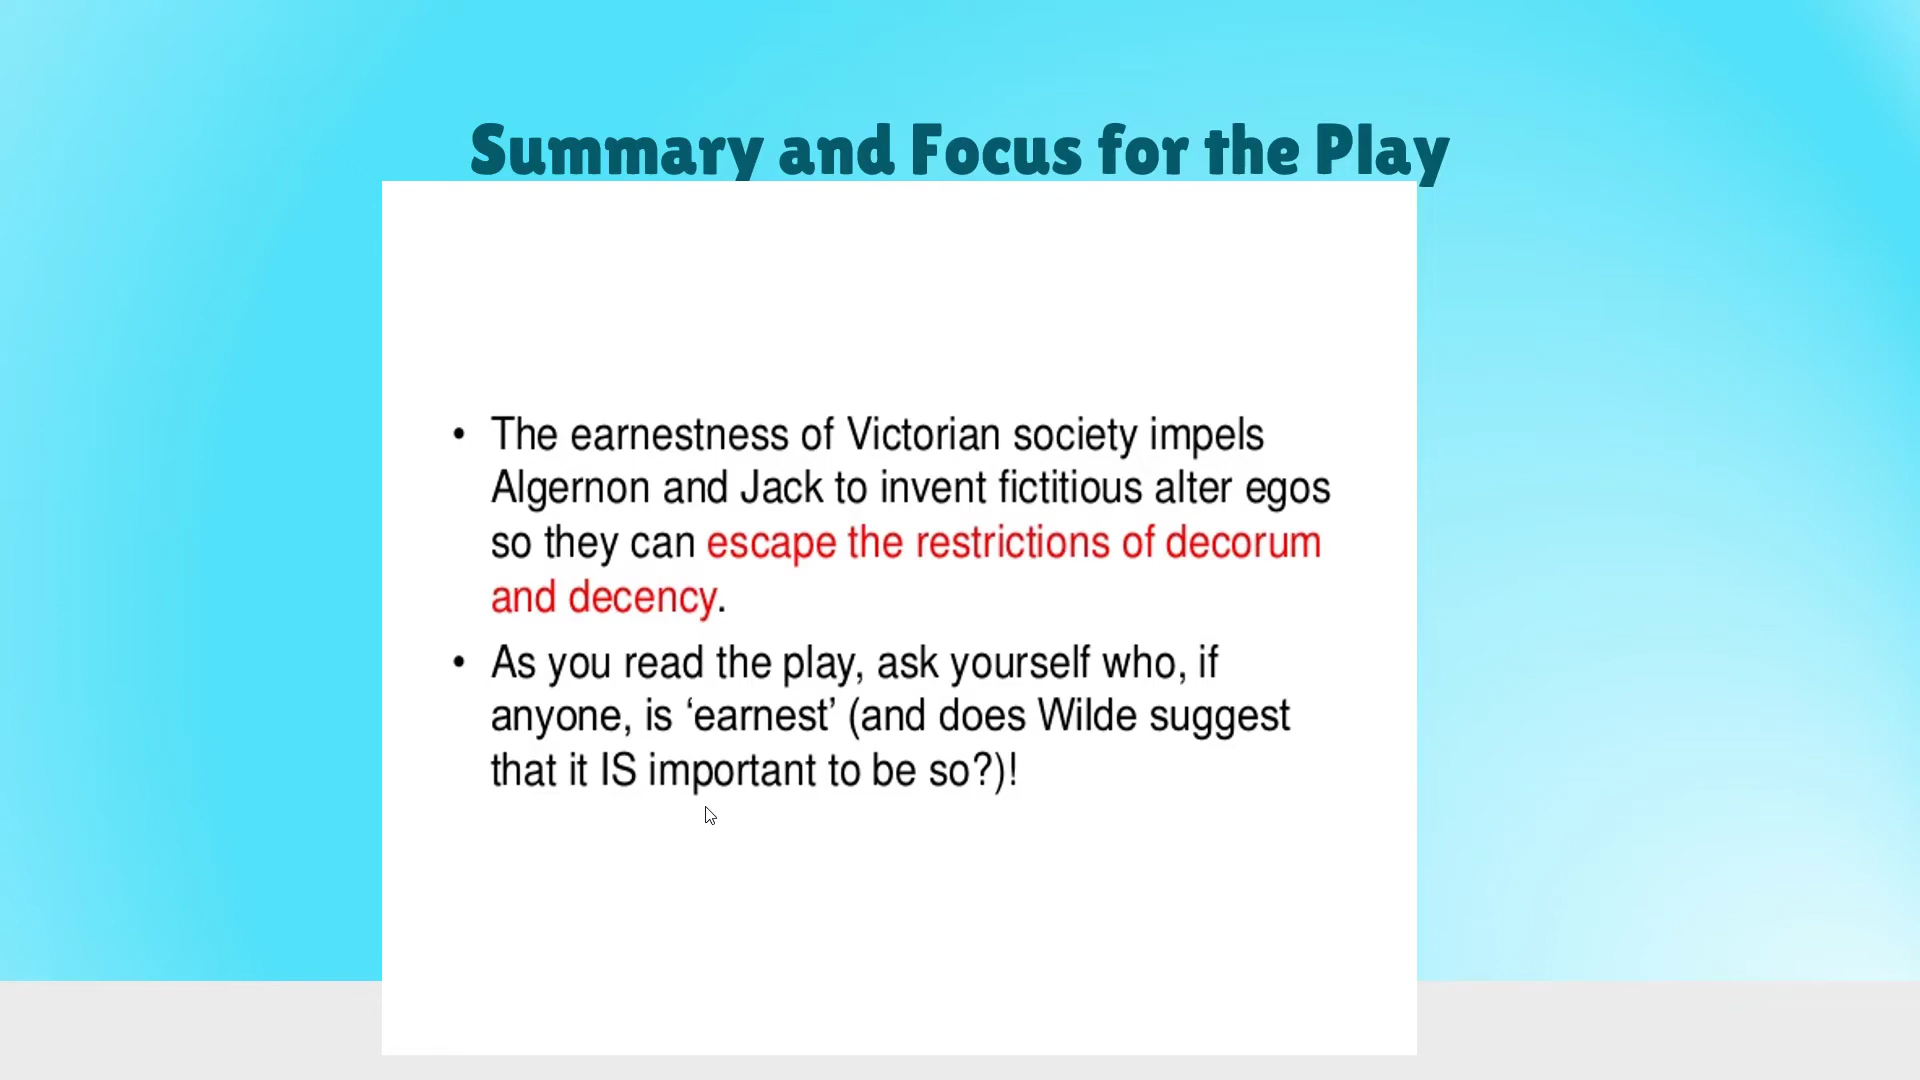 Summary and Focus for the Play
• The earnestness of Victorian society impels
Algernon and Jack to invent fictitious alter egos
so they can escape the restrictions of decorum
and decency.
• As you read the play, ask yourself who, if
anyone, is ‘earnest’ (and does Wilde suggest
that it IS important to be so?)!